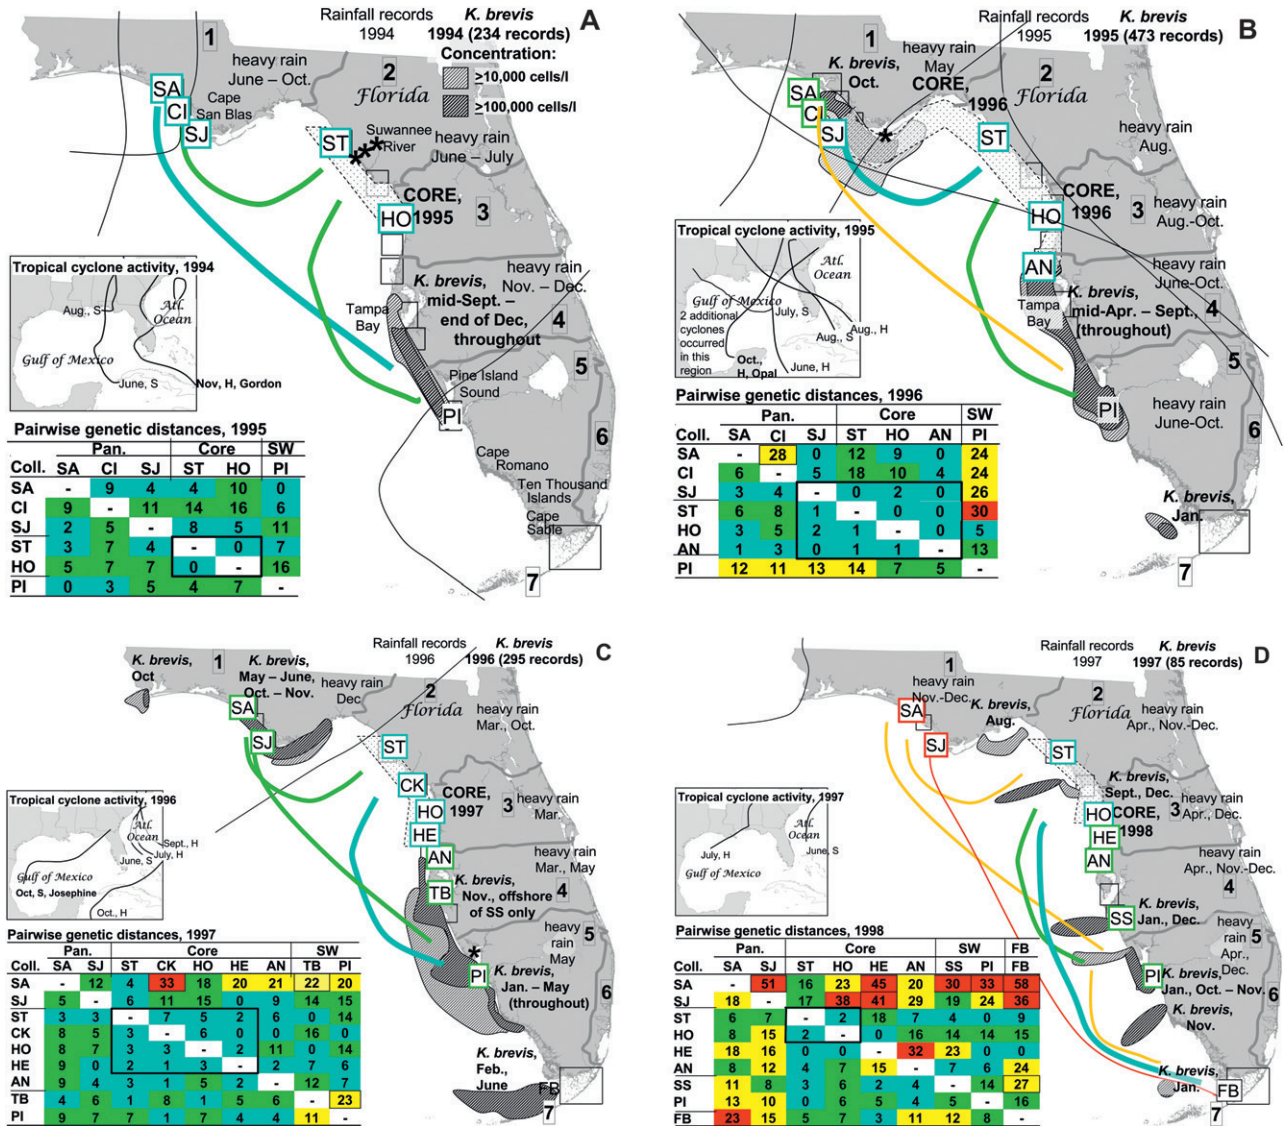 A
Rainfall records
1994
K. brevis
1994 (234 records)
Concentration:
≥10,000 cells/l
≥100,000 cells/l
1
heavy rain
June – Oct.
2
Florida
SA
CI
SJ
Cape
San Blas
ST
Suwannee
River
* * *
heavy rain
June – July
CORE,
1995
HO
3
heavy rain
Nov. – Dec.
K. brevis,
mid-Sept. –
end of Dec,
throughout
Tampa
Bay
4
5
Pine Island
Sound
PI
6
Cape
Romano
Ten Thousand
Islands
Cape
Sable
7
Tropical cyclone activity, 1994
Aug., S
Atl.
Ocean
Gulf of Mexico
June, S
Nov, H, Gordon
Pairwise genetic distances, 1995
Pan. Core SW
Coll. SA CI SJ ST HO PI
SA - 9 4 4 10 0
CI 9 - 11 14 16 6
SJ 2 5 - 8 5 11
ST 3 7 4 - 0 7
HO 5 7 7 0 - 16
PI 0 3 5 4 7 -
B
Rainfall records
1995
K. brevis
1995 (473 records)
1
heavy rain
May
K. brevis,
Oct.
CORE,
1996
2
Florida
SA
CI
SJ
*
ST
heavy rain
Aug.
CORE,
1996
HO
3
heavy rain
Aug.-Oct.
AN
heavy rain
June-Oct.
Tampa
Bay
K. brevis,
mid-Apr. – Sept.,
(throughout)
4
5
PI
heavy rain
June-Oct.
6
K. brevis,
Jan.
7
Tropical cyclone activity, 1995
Atl.
Ocean
Gulf of Mexico
2 additional
cyclones
occurred
in this
region
July, S
Aug., H
Aug., S
Oct.,
H, Opal
June, H
Pairwise genetic distances, 1996
Pan. Core SW
Coll. SA CI SJ ST HO AN PI
SA - 28 0 12 9 0 24
CI 6 - 5 18 10 4 24
SJ 3 4 - 0 2 0 26
ST 6 8 1 - 0 0 30
HO 3 5 2 1 - 0 5
AN 1 3 0 1 1 - 13
PI 12 11 13 14 7 5 -
C
Rainfall records
1996
K. brevis
1996 (295 records)
K. brevis,
Oct
1
K. brevis,
May – June,
Oct. – Nov.
heavy rain
Dec
2
Florida
heavy rain
Mar., Oct.
SA
SJ
ST
CK
CORE,
1997
HO
HE
3
heavy rain
Mar.
AN
heavy rain
Mar., May
TB
K. brevis,
Nov., offshore
of SS only
4
heavy
rain
May
5
*
PI
K. brevis,
Jan. – May
(throughout)
6
K. brevis,
Feb.,
June
FB
7
Tropical cyclone activity, 1996
Atl.
Ocean
Sept., H
July, H
June, S
Gulf of Mexico
Oct, S, Josephine
Oct., H
Pairwise genetic distances, 1997
Pan. Core SW
Coll. SA SJ ST CK HO HE AN TB PI
SA - 12 4 33 18 20 21 22 20
SJ 5 - 6 11 15 0 9 14 15
ST 3 3 - 7 5 2 6 0 14
CK 8 5 3 - 6 0 0 16 0
HO 8 7 3 3 - 2 11 0 14
HE 9 0 2 1 3 - 2 7 6
AN 9 4 3 1 5 2 - 12 7
TB 4 6 1 8 1 5 6 - 23
PI 9 7 7 1 7 4 4 11 -
D
Rainfall records
1997
K. brevis
1997 (85 records)
1
heavy rain
Nov.-Dec.
2
Florida
heavy rain
Apr., Nov.-Dec.
SA
SJ
K. brevis,
Aug.
ST
K. brevis,
Sept., Dec.
CORE,
1998
HO
3
heavy rain
Apr., Dec.
HE
AN
heavy rain
Apr., Nov.-Dec.
4
SS
K. brevis,
Jan., Dec.
5
heavy
rain
Apr.,
Dec.
PI
K. brevis,
Jan., Oct. – Nov.
6
K. brevis,
Nov.
K. brevis,
Jan.
FB
7
Tropical cyclone activity, 1997
Atl.
Ocean
July, H
June, S
Gulf of Mexico
Pairwise genetic distances, 1998
Pan. Core SW FB
Coll. SA SJ ST HO HE AN SS PI FB
SA - 51 16 23 45 20 30 33 58
SJ 18 - 17 38 41 29 19 24 36
ST 6 7 - 2 18 7 4 0 9
HO 8 15 2 - 0 16 14 14 15
HE 18 16 0 0 - 32 23 0 0
AN 8 12 4 7 15 - 7 6 24
SS 11 8 3 6 2 4 - 14 27
PI 13 10 0 6 5 4 5 - 16
FB 23 15 5 7 3 11 12 8 -